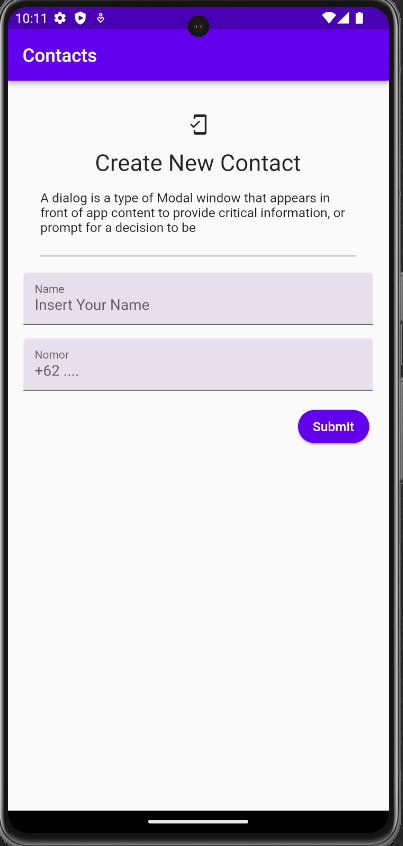 10:11
Contacts
Create New Contact
A dialog is a type of Modal window that appears in
front of app content to provide critical information, or
prompt for a decision to be
Name
Insert Your Name
Nomor
+62 ....
Submit